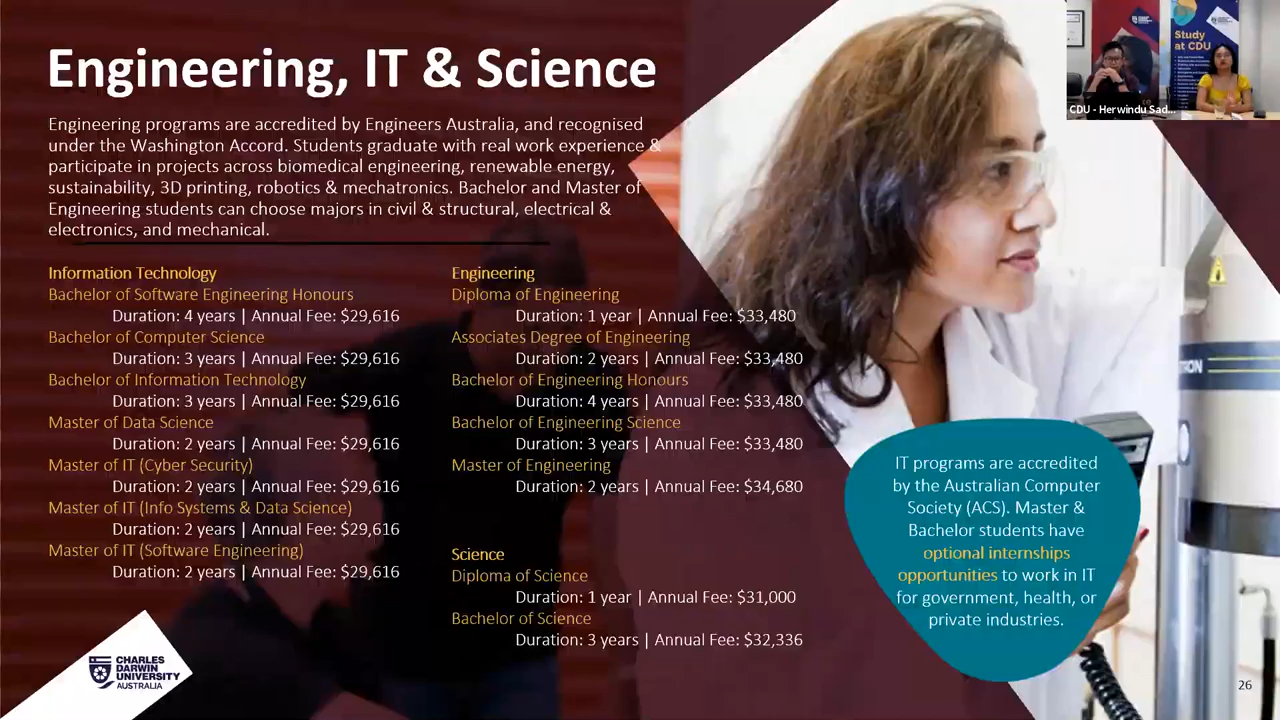 Engineering, IT & Science
Engineering programs are accredited by Engineers Australia, and recognised
under the Washington Accord. Students graduate with real work experience &
participate in projects across biomedical engineering, renewable energy,
sustainability, 3D printing, robotics & mechatronics. Bachelor and Master of
Engineering students can choose majors in civil & structural, electrical &
electronics, and mechanical.
Information Technology
Bachelor of Software Engineering Honours
Duration: 4 years | Annual Fee: $29,616
Bachelor of Computer Science
Duration: 3 years | Annual Fee: $29,616
Bachelor of Information Technology
Duration: 3 years | Annual Fee: $29,616
Master of Data Science
Duration: 2 years | Annual Fee: $29,616
Master of IT (Cyber Security)
Duration: 2 years | Annual Fee: $29,616
Master of IT (Info Systems & Data Science)
Duration: 2 years | Annual Fee: $29,616
Master of IT (Software Engineering)
Duration: 2 years | Annual Fee: $29,616
Engineering
Diploma of Engineering
Duration: 1 year | Annual Fee: $33,480
Associates Degree of Engineering
Duration: 2 years | Annual Fee: $33,480
Bachelor of Engineering Honours
Duration: 4 years | Annual Fee: $33,480
Bachelor of Engineering Science
Duration: 3 years | Annual Fee: $33,480
Master of Engineering
Duration: 2 years | Annual Fee: $34,680
Science
Diploma of Science
Duration: 1 year | Annual Fee: $31,000
Bachelor of Science
Duration: 3 years | Annual Fee: $32,336
IT programs are accredited
by the Australian Computer
Society (ACS). Master &
Bachelor students have
optional internships
opportunities to work in IT
for government, health, or
private industries.
CHARLES
DARWIN
UNIVERSITY
AUSTRALIA
26
Study
at CDU
CDU - Herwindu Sad...